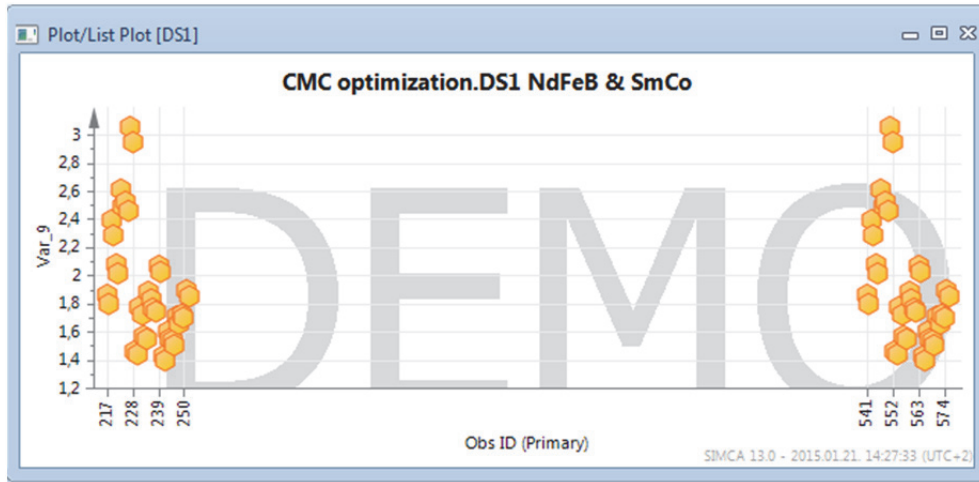 Plot/List Plot [DS1]
CMC optimization.DS1 NdFeB & SmCo
DEMO
Var_9
3
2,8
2,6
2,4
2,2
2
1,8
1,6
1,4
1,2
217 228 239 250 541 552 563 574
Obs ID (Primary)
SIMCA 13.0 - 2015.01.21. 14:27:33 (UTC+2)